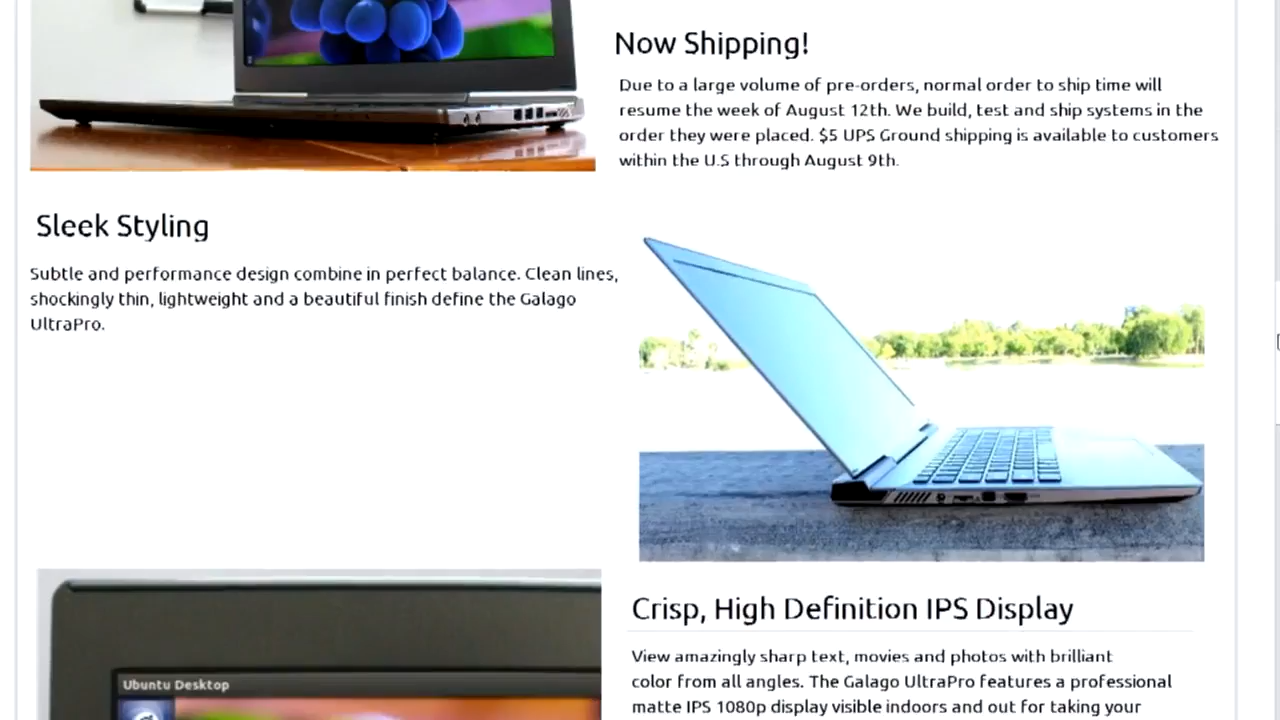 Now Shipping!
Due to a large volume of pre-orders, normal order to ship time will
resume the week of August 12th. We build, test and ship systems in the
order they were placed. $5 UPS Ground shipping is available to customers
within the U.S through August 9th.
Sleek Styling
Subtle and performance design combine in perfect balance. Clean lines,
shockingly thin, lightweight and a beautiful finish define the Galago
UltraPro.
Crisp, High Definition IPS Display
View amazingly sharp text, movies and photos with brilliant
color from all angles. The Galago UltraPro features a professional
matte IPS 1080p display visible indoors and out for taking your
Ubuntu Desktop